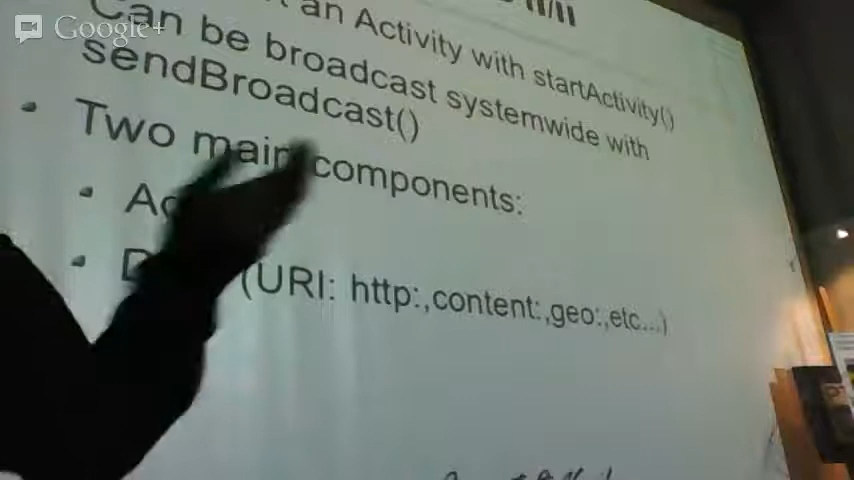 Google+
an Activity with startActivity()
Can be broadcast systemwide with
sendBroadcast()
• Two main components:
•
• (URI: http:,content:,geo:,etc...)